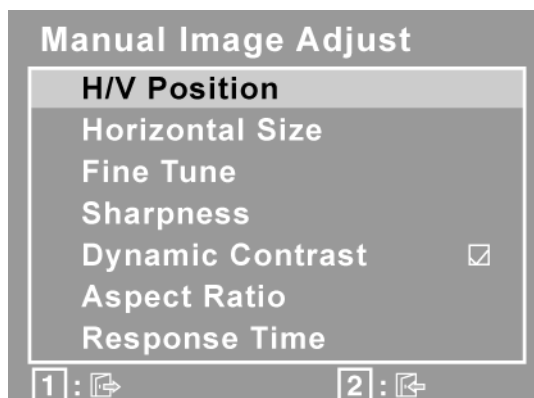 Manual Image Adjust
H/V Position
Horizontal Size
Fine Tune
Sharpness
Dynamic Contrast
Aspect Ratio
Response Time
1 : 2 :